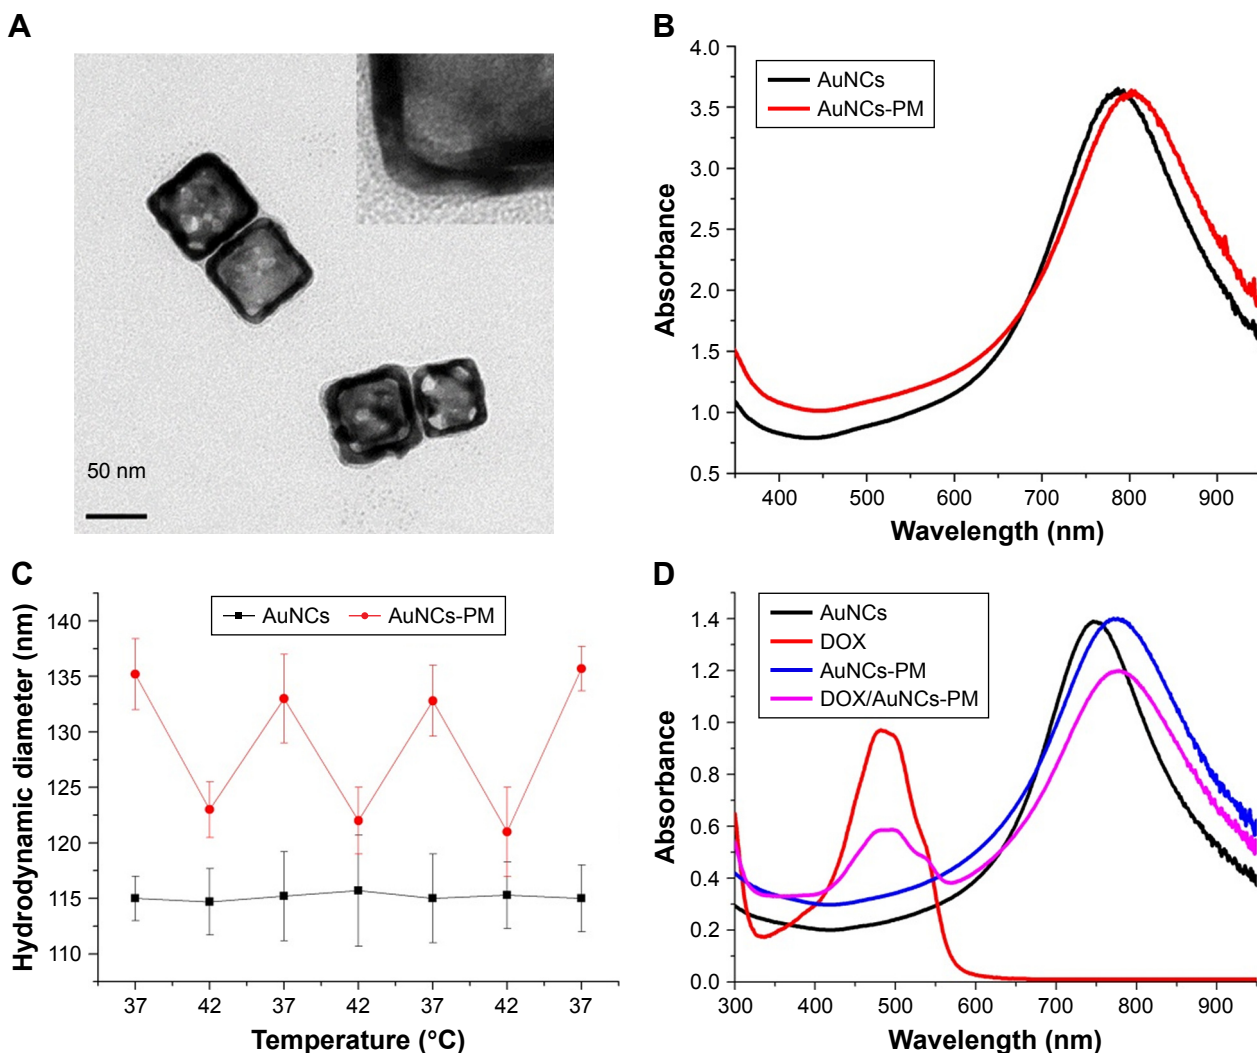 A
50 nm
B
AuNCs
AuNCs-PM
4.0
3.5
3.0
2.5
2.0
1.5
1.0
0.5
400 500 600 700 800 900
Absorbance
Wavelength (nm)
C
AuNCs AuNCs-PM
140
135
130
125
120
115
110
37 42 37 42 37 42 37
Hydrodynamic diameter (nm)
Temperature (°C)
D
AuNCs
DOX
AuNCs-PM
DOX/AuNCs-PM
1.4
1.2
1.0
0.8
0.6
0.4
0.2
0.0
300 400 500 600 700 800 900
Absorbance
Wavelength (nm)